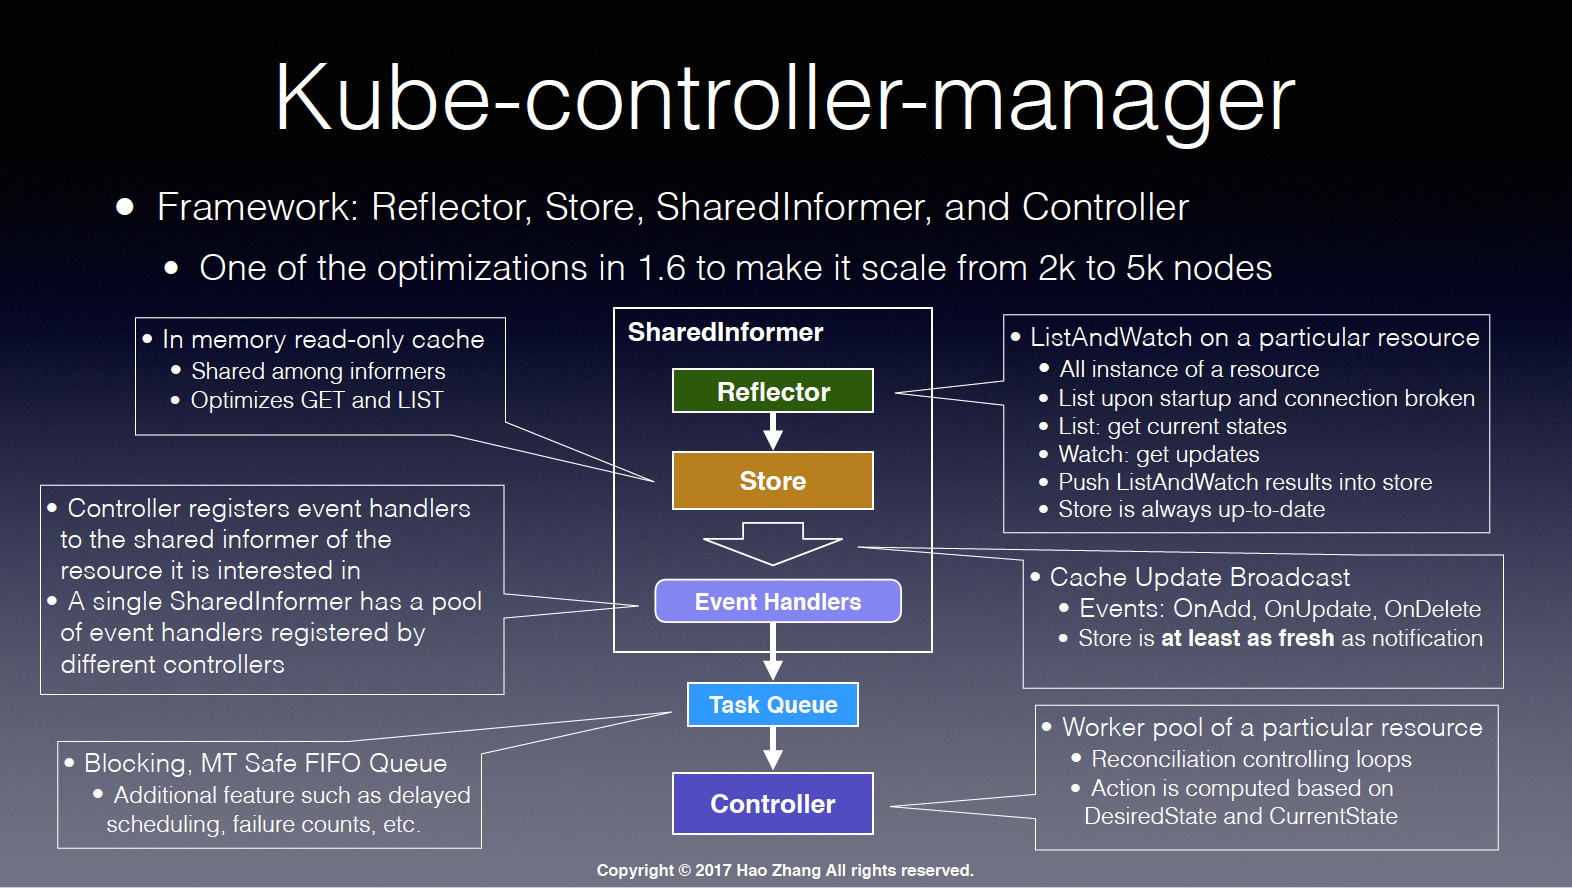 Kube-controller-manager
• Framework: Reflector, Store, SharedInformer, and Controller
• One of the optimizations in 1.6 to make it scale from 2k to 5k nodes
• In memory read-only cache
• Shared among informers
• Optimizes GET and LIST
• Controller registers event handlers
to the shared informer of the
resource it is interested in
• A single SharedInformer has a pool
of event handlers registered by
different controllers
• Blocking, MT Safe FIFO Queue
• Additional feature such as delayed
scheduling, failure counts, etc.
SharedInformer
Reflector
Store
Event Handlers
Task Queue
Controller
• ListAndWatch on a particular resource
• All instance of a resource
• List upon startup and connection broken
• List: get current states
• Watch: get updates
• Push ListAndWatch results into store
• Store is always up-to-date
• Cache Update Broadcast
• Events: OnAdd, OnUpdate, OnDelete
• Store is at least as fresh as notification
• Worker pool of a particular resource
• Reconciliation controlling loops
• Action is computed based on
DesiredState and CurrentState
Copyright © 2017 Hao Zhang All rights reserved.